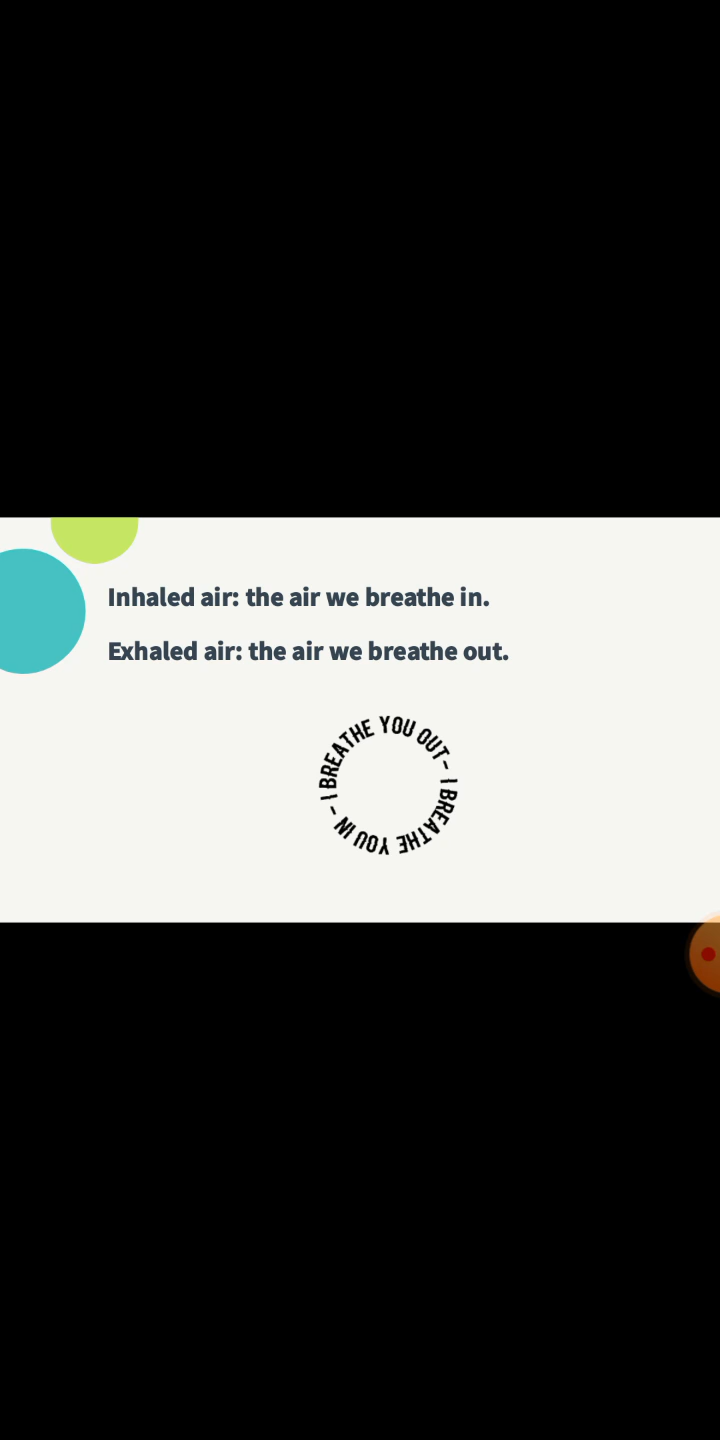 Inhaled air: the air we breathe in.
Exhaled air: the air we breathe out.
I BREATHE YOU OUT - I BREATHE YOU IN -